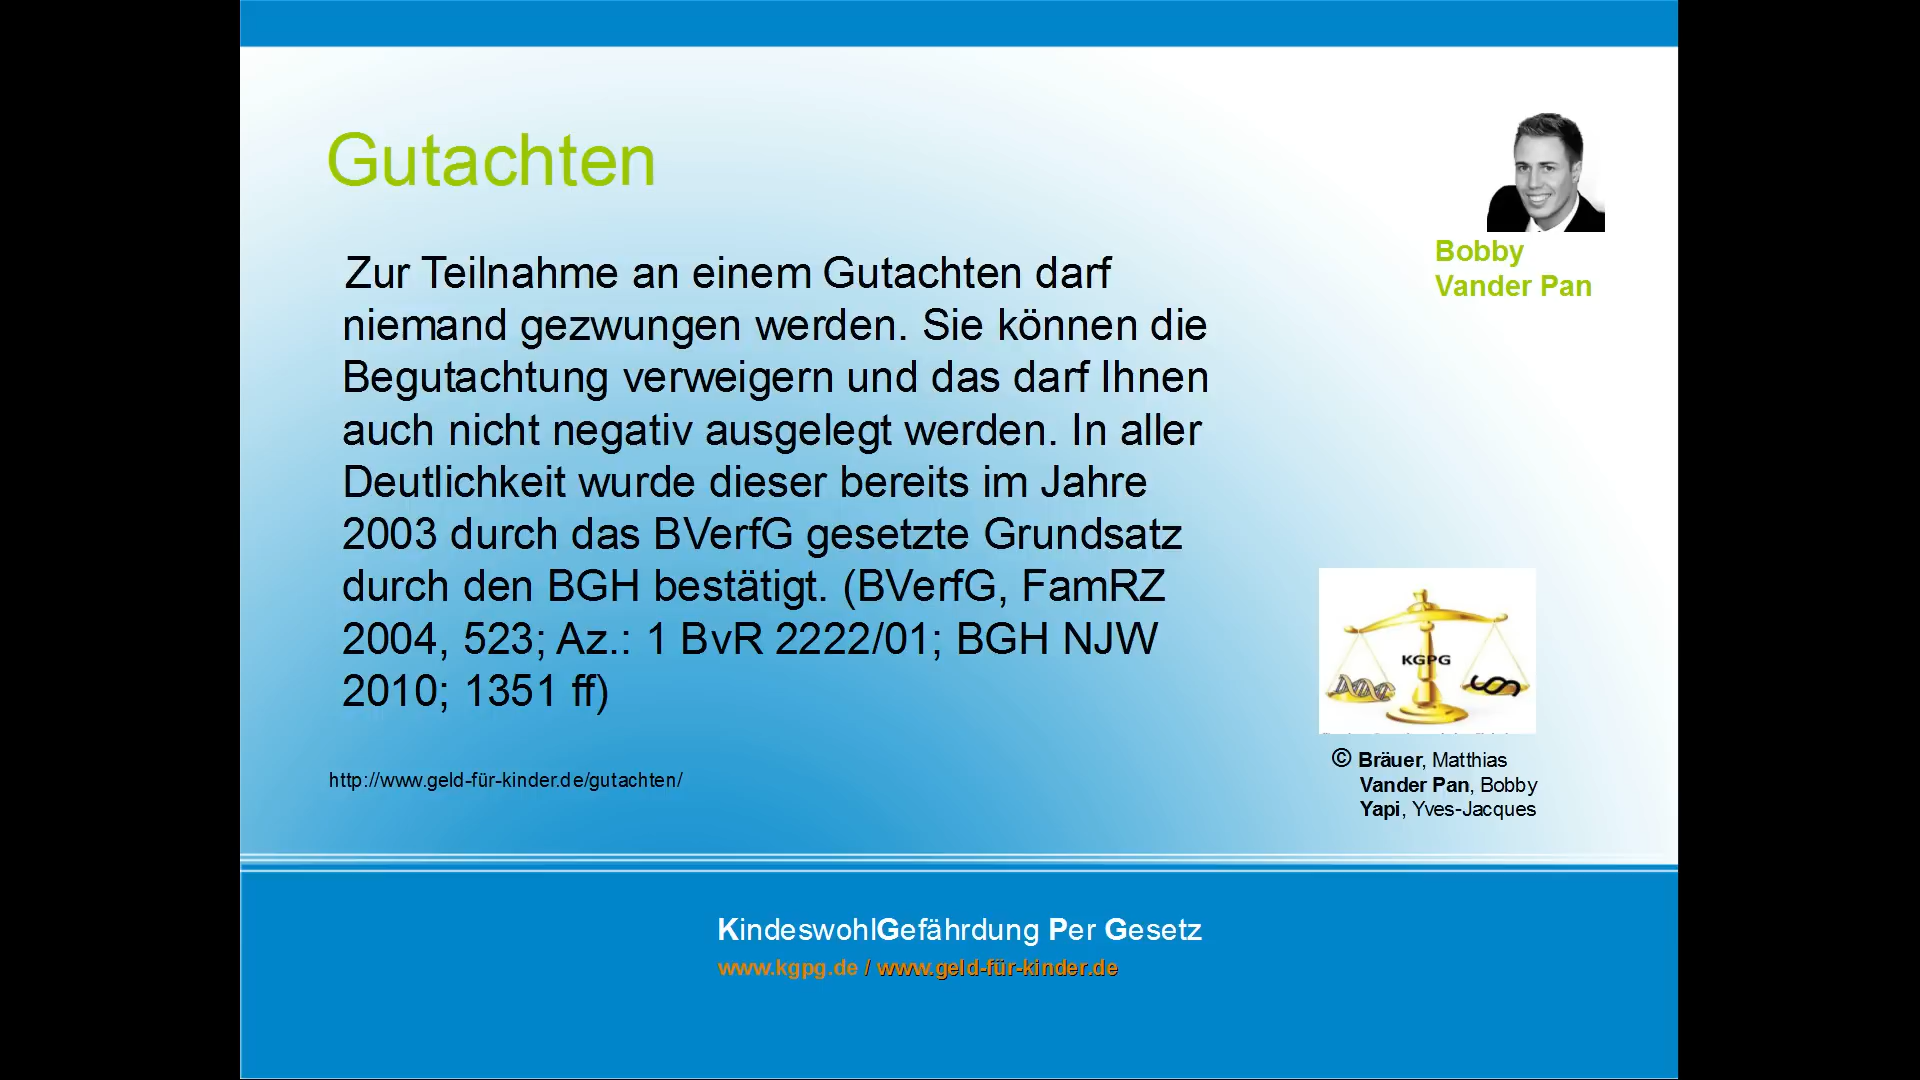 Gutachten
Bobby
Vander Pan
Zur Teilnahme an einem Gutachten darf
niemand gezwungen werden. Sie können die
Begutachtung verweigern und das darf Ihnen
auch nicht negativ ausgelegt werden. In aller
Deutlichkeit wurde dieser bereits im Jahre
2003 durch das BVerfG gesetzte Grundsatz
durch den BGH bestätigt. (BVerfG, FamRZ
2004, 523; Az.: 1 BvR 2222/01; BGH NJW
2010; 1351 ff)
KGPG
© Bräuer, Matthias
Vander Pan, Bobby
Yapi, Yves-Jacques
http://www.geld-für-kinder.de/gutachten/
KindeswohlGefährdung Per Gesetz
www.kgpg.de / www.geld-für-kinder.de